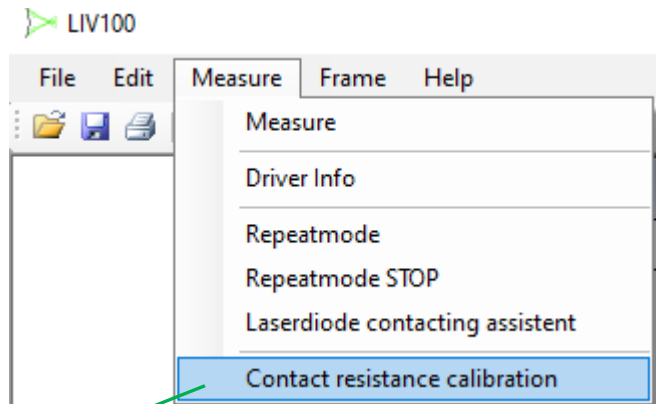 LIV100
File Edit Measure Frame Help
Measure
Driver Info
Repeatmode
Repeatmode STOP
Laserdiode contacting assistent
Contact resistance calibration